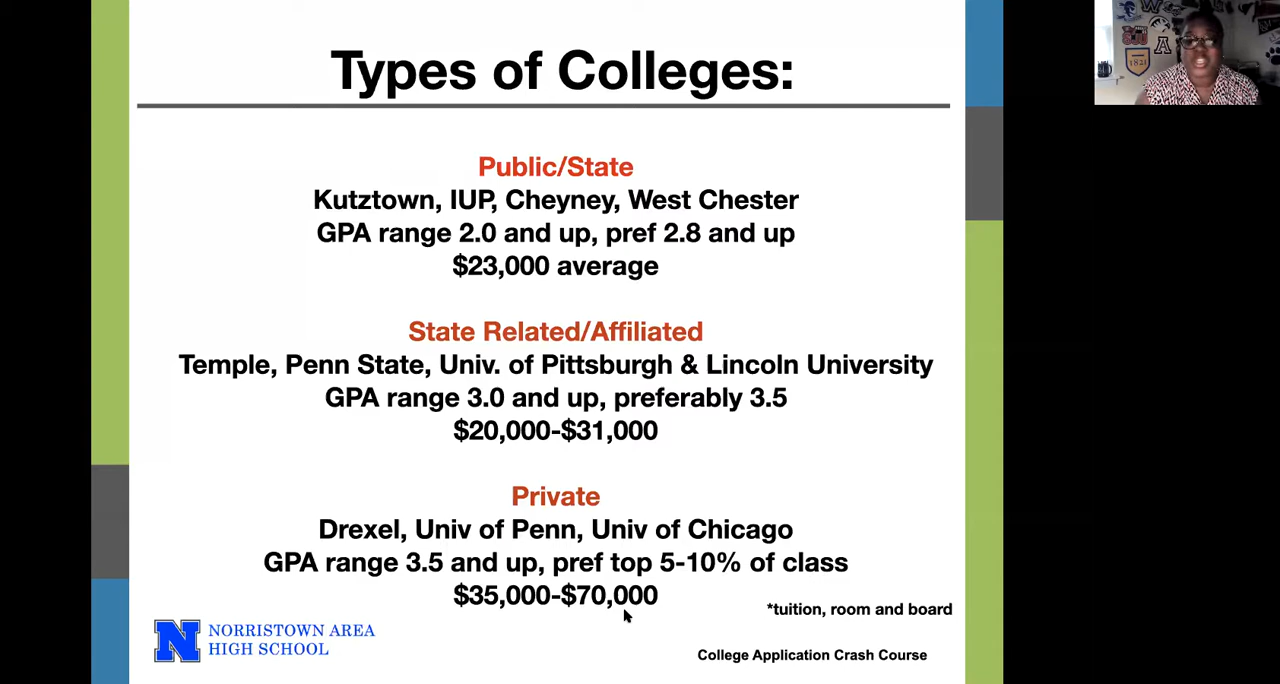 Types of Colleges:
Public/State
Kutztown, IUP, Cheyney, West Chester
GPA range 2.0 and up, pref 2.8 and up
$23,000 average
State Related/Affiliated
Temple, Penn State, Univ. of Pittsburgh & Lincoln University
GPA range 3.0 and up, preferably 3.5
$20,000-$31,000
Private
Drexel, Univ of Penn, Univ of Chicago
GPA range 3.5 and up, pref top 5-10% of class
$35,000-$70,000
*tuition, room and board
N NORRISTOWN AREA
HIGH SCHOOL
College Application Crash Course
W
A
1821